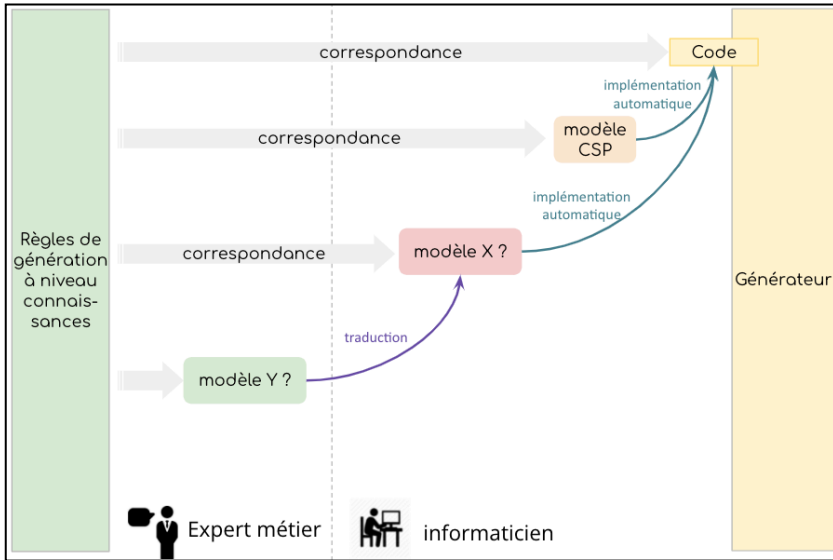 correspondance
Code
implémentation
automatique
correspondance
modèle
CSP
implémentation
automatique
Règles de
génération
à niveau
connais-
sances
correspondance
modèle X ?
Générateur
traduction
modèle Y ?
Expert métier
informaticien